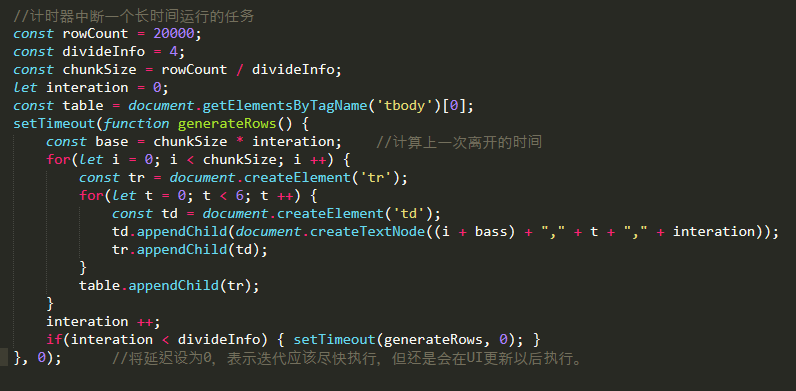 //计时器中断一个长时间运行的任务
const rowCount = 20000;
const divideInfo = 4;
const chunkSize = rowCount / divideInfo;
let interation = 0;
const table = document.getElementsByTagName('tbody')[0];
setTimeout(function generateRows() {
    const base = chunkSize * interation;    //计算上一次离开的时间
    for(let i = 0; i < chunkSize; i ++) {
        const tr = document.createElement('tr');
        for(let t = 0; t < 6; t ++) {
            const td = document.createElement('td');
            td.appendChild(document.createTextNode((i + bass) + "," + t + "," + interation));
            tr.appendChild(td);
        }
        table.appendChild(tr);
    }
    interation ++;
    if(interation < divideInfo) { setTimeout(generateRows, 0); }
}, 0);      //将延迟设为0，表示迭代应该尽快执行，但还是会在UI更新以后执行。